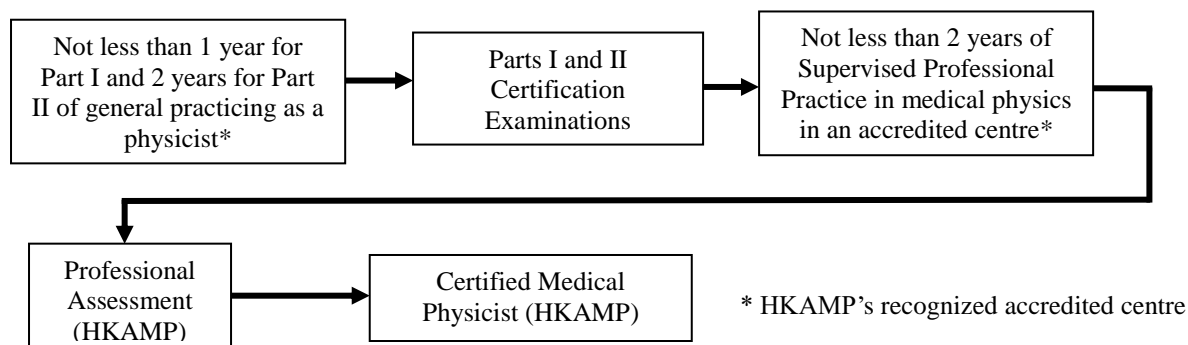 Not less than 1 year for
Part I and 2 years for Part
II of general practicing as a
physicist*
Parts I and II
Certification
Examinations
Not less than 2 years of
Supervised Professional
Practice in medical physics
in an accredited centre*
Professional
Assessment
(HKAMP)
Certified Medical
Physicist (HKAMP)
* HKAMP's recognized accredited centre